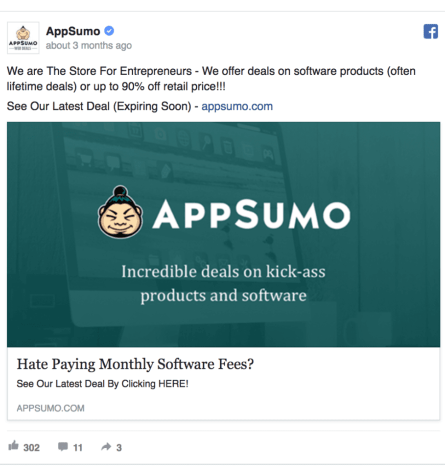 AppSumo
APPSUMO
about 3 months ago
We are The Store For Entrepreneurs - We offer deals on software products (often
lifetime deals) or up to 90% off retail price!!!
See Our Latest Deal (Expiring Soon) - appsumo.com
APPSUMO
Incredible deals on kick-ass
products and software
Hate Paying Monthly Software Fees?
See Our Latest Deal By Clicking HERE!
APPSUMO.COM
302 11 3